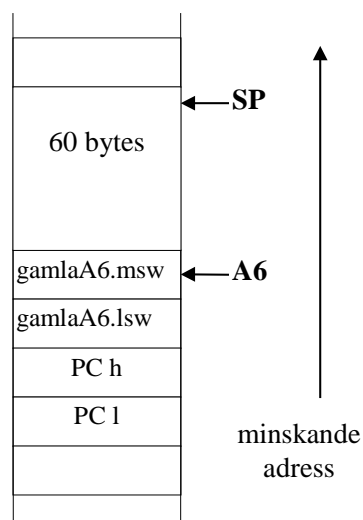 SP
60 bytes
gamlaA6.msw
A6
gamlaA6.lsw
PC h
PC l
minskande
adress